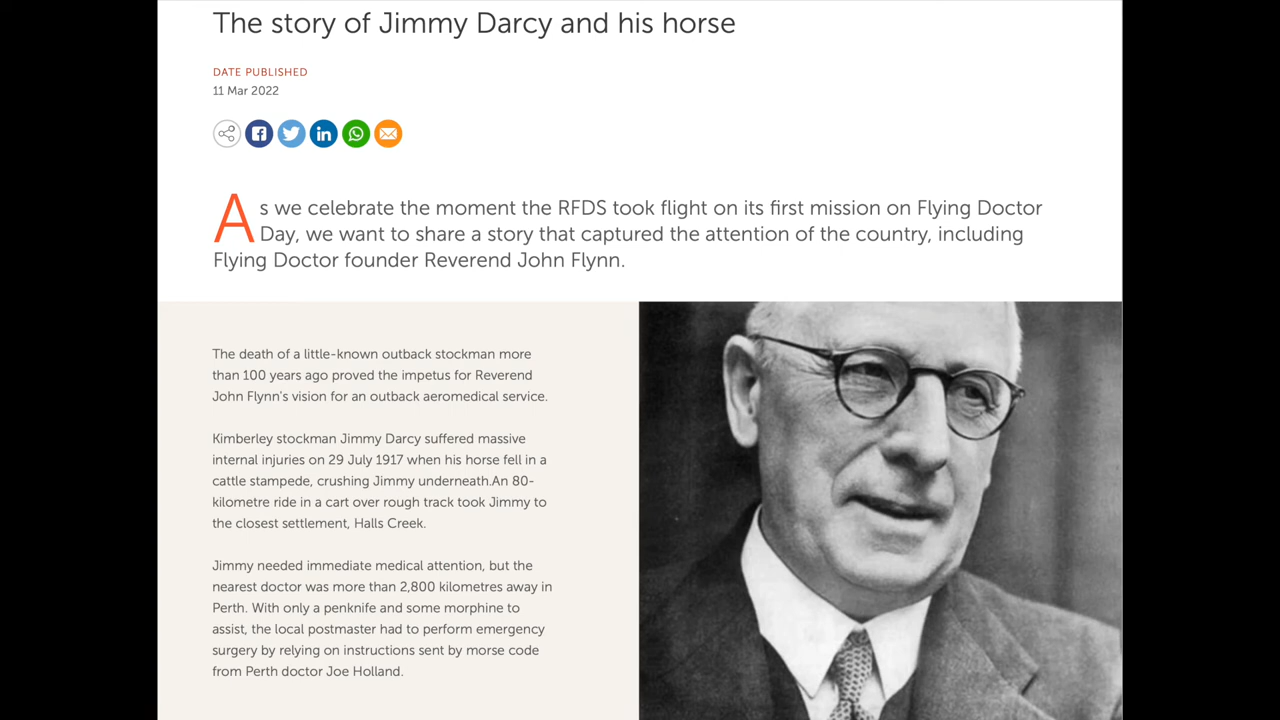 The story of Jimmy Darcy and his horse
DATE PUBLISHED
11 Mar 2022
As we celebrate the moment the RFDS took flight on its first mission on Flying Doctor
Day, we want to share a story that captured the attention of the country, including
Flying Doctor founder Reverend John Flynn.
The death of a little-known outback stockman more
than 100 years ago proved the impetus for Reverend
John Flynn's vision for an outback aeromedical service.
Kimberley stockman Jimmy Darcy suffered massive
internal injuries on 29 July 1917 when his horse fell in a
cattle stampede, crushing Jimmy underneath.An 80-
kilometre ride in a cart over rough track took Jimmy to
the closest settlement, Halls Creek.
Jimmy needed immediate medical attention, but the
nearest doctor was more than 2,800 kilometres away in
Perth. With only a penknife and some morphine to
assist, the local postmaster had to perform emergency
surgery by relying on instructions sent by morse code
from Perth doctor Joe Holland.